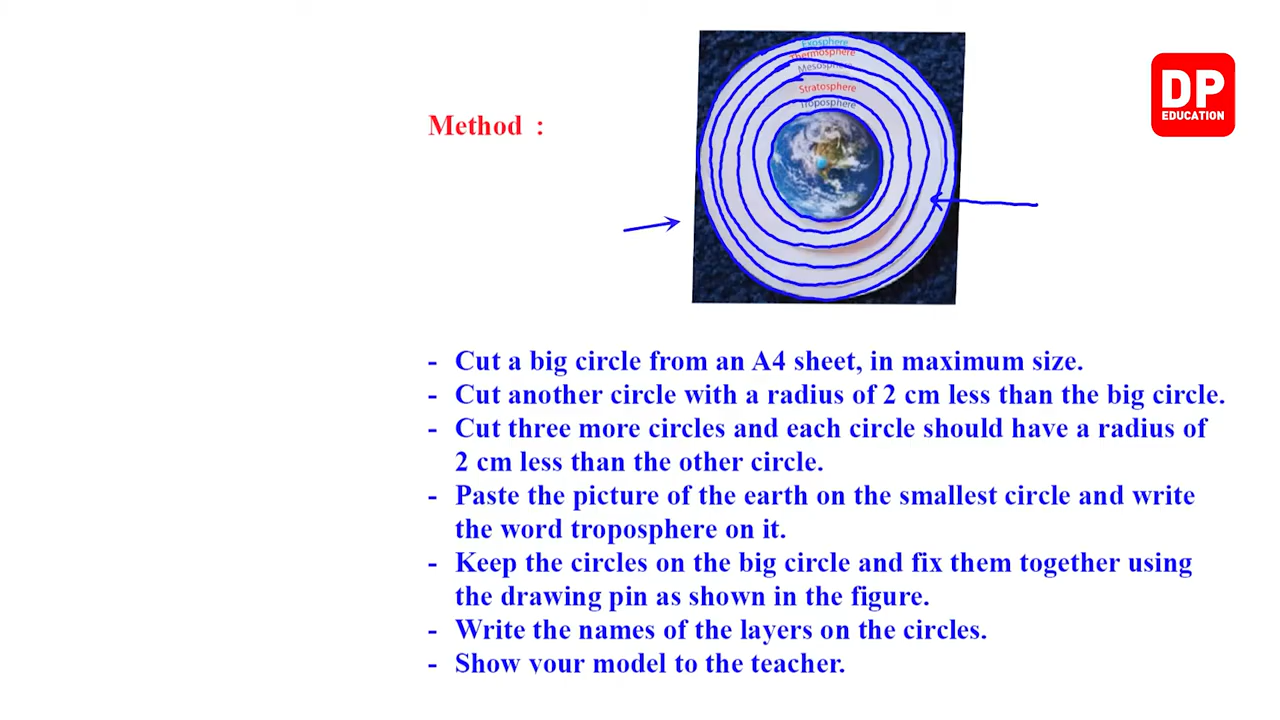 Exosphere
Thermosphere
Mesosphere
Stratosphere
Troposphere
DP
EDUCATION
Method :
- Cut a big circle from an A4 sheet, in maximum size.
- Cut another circle with a radius of 2 cm less than the big circle.
- Cut three more circles and each circle should have a radius of
2 cm less than the other circle.
- Paste the picture of the earth on the smallest circle and write
the word troposphere on it.
- Keep the circles on the big circle and fix them together using
the drawing pin as shown in the figure.
- Write the names of the layers on the circles.
- Show your model to the teacher.